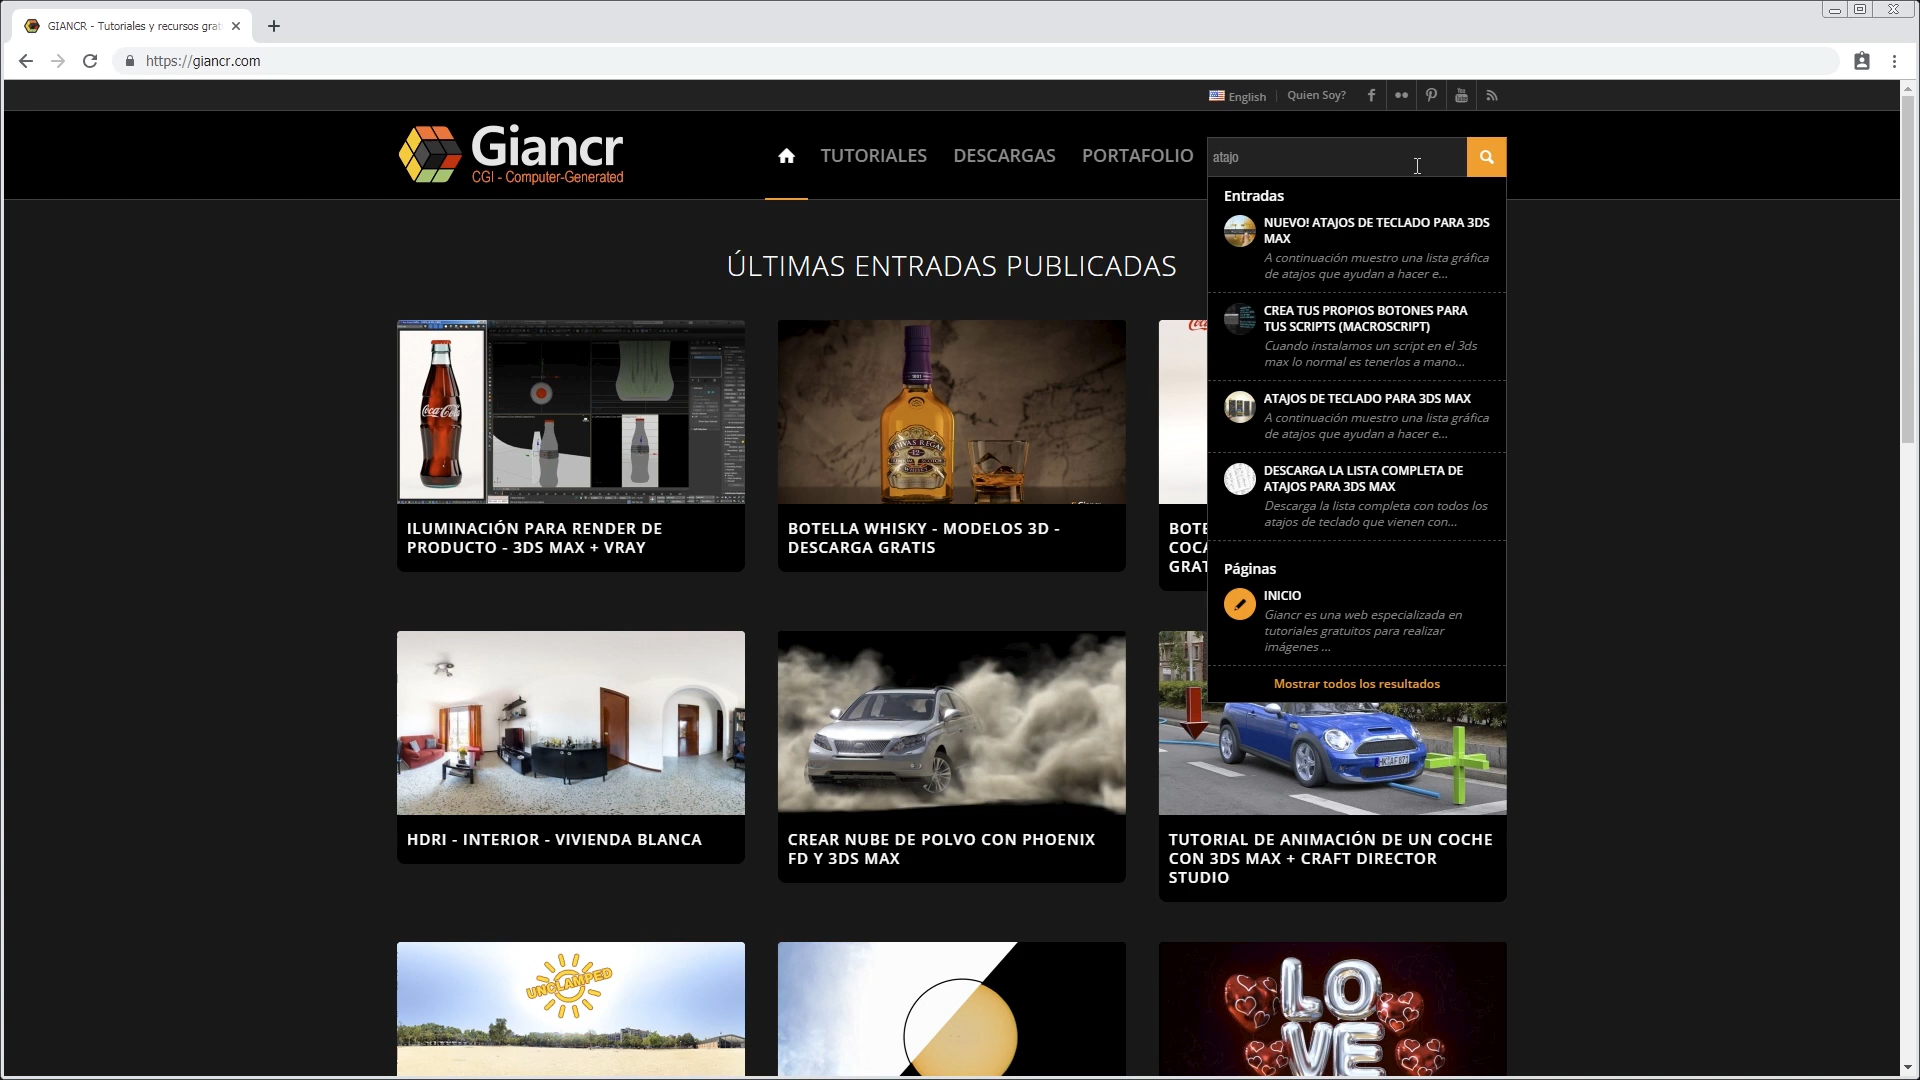 GIANCR - Tutoriales y recursos grat
https://giancr.com
English
Quien Soy?
Giancr
CGI - Computer-Generated
TUTORIALES
DESCARGAS
PORTAFOLIO
atajo
Entradas
NUEVO! ATAJOS DE TECLADO PARA 3DS
MAX
A continuación muestro una lista gráfica
de atajos que ayudan a hacer e...
CREA TUS PROPIOS BOTONES PARA
TUS SCRIPTS (MACROSCRIPT)
Cuando instalamos un script en el 3ds
max lo normal es tenerlos a mano...
ATAJOS DE TECLADO PARA 3DS MAX
A continuación muestro una lista gráfica
de atajos que ayudan a hacer e...
DESCARGA LA LISTA COMPLETA DE
ATAJOS PARA 3DS MAX
Descarga la lista completa con todos los
atajos de teclado que vienen con...
Páginas
INICIO
Giancr es una web especializada en
tutoriales gratuitos para realizar
imágenes ...
Mostrar todos los resultados
ÚLTIMAS ENTRADAS PUBLICADAS
Coca-Cola
CHIVAS REGAL
12
ILUMINACIÓN PARA RENDER DE
PRODUCTO - 3DS MAX + VRAY
BOTELLA WHISKY - MODELOS 3D -
DESCARGA GRATIS
BOTE
COCA
GRAT
HDRI - INTERIOR - VIVIENDA BLANCA
CREAR NUBE DE POLVO CON PHOENIX
FD Y 3DS MAX
TUTORIAL DE ANIMACIÓN DE UN COCHE
CON 3DS MAX + CRAFT DIRECTOR
STUDIO
UNCLAMPED
LO
VE